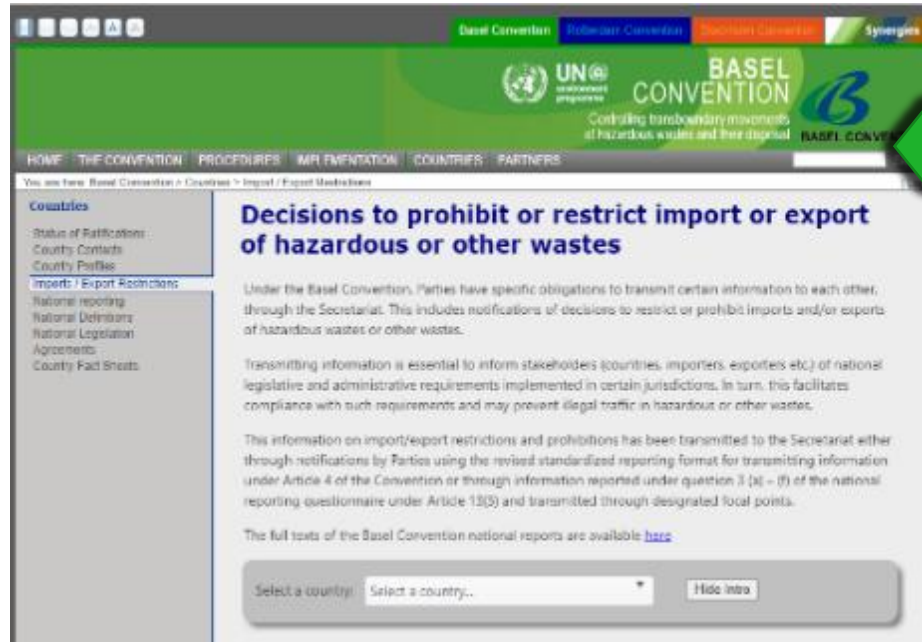 Basel Convention Rotterdam Convention Stockholm Convention Synergies
UN
environment
programme
BASEL
CONVENTION
Controlling transboundary movements
of hazardous wastes and their disposal
BASEL CONVE
HOME THE CONVENTION PROCEDURES IMPLEMENTATION COUNTRIES PARTNERS
You are here: Basel Convention > Countries > Import / Export Restrictions
Countries
Status of Ratifications
Country Contacts
Country Profiles
Imports / Export Restrictions
National reporting
National Definitions
National Legislation
Agreements
Country Fact Sheets
Decisions to prohibit or restrict import or export
of hazardous or other wastes
Under the Basel Convention, Parties have specific obligations to transmit certain information to each other,
through the Secretariat. This includes notifications of decisions to restrict or prohibit imports and/or exports
of hazardous wastes or other wastes.
Transmitting information is essential to inform stakeholders (countries, importers, exporters etc.) of national
legislative and administrative requirements implemented in certain jurisdictions. In turn, this facilitates
compliance with such requirements and may prevent illegal traffic in hazardous or other wastes.
This information on import/export restrictions and prohibitions has been transmitted to the Secretariat either
through notifications by Parties using the revised standardized reporting format for transmitting information
under Article 4 of the Convention or through information reported under question 3 (a) – (f) of the national
reporting questionnaire under Article 13(3) and transmitted through designated focal points.
The full texts of the Basel Convention national reports are available here
Select a country: Select a country... Hide Intro